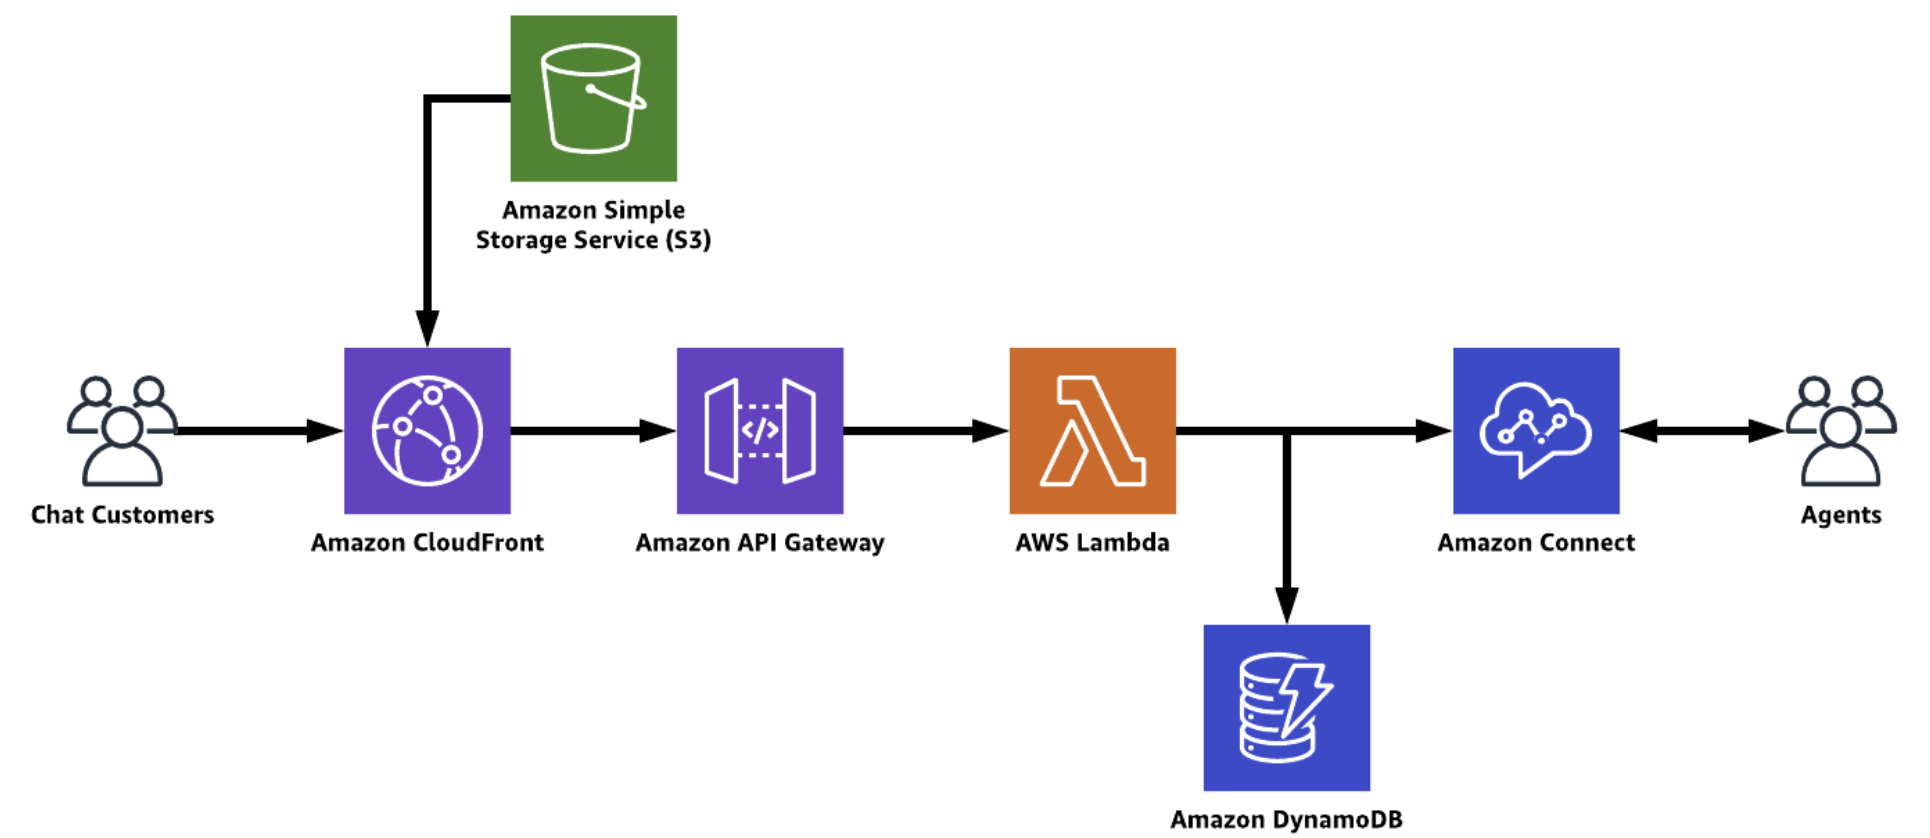 Amazon Simple
Storage Service (S3)
Chat Customers
Amazon CloudFront
</>
Amazon API Gateway
AWS Lambda
Amazon Connect
Agents
Amazon DynamoDB